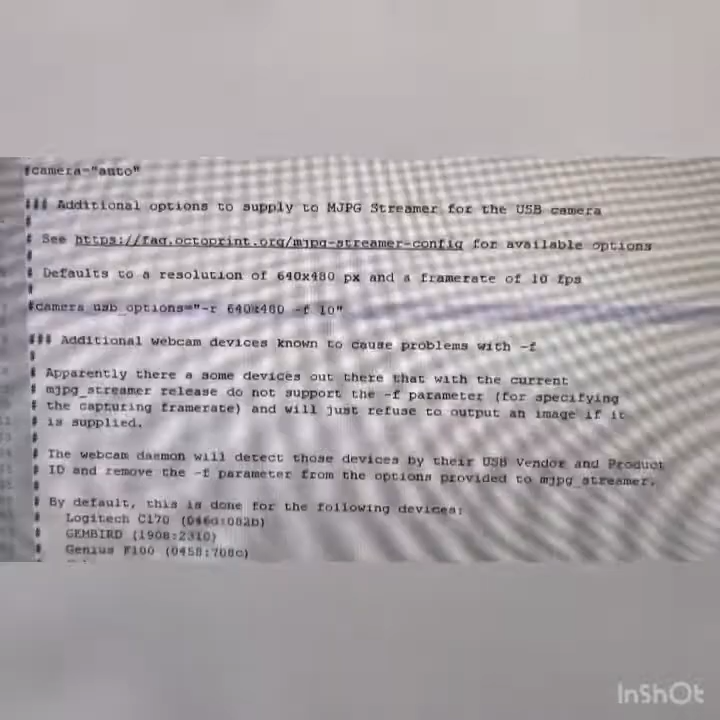 #camera="auto"
### Additional options to supply to MJPG Streamer for the USB camera
#
# See https://faq.octoprint.org/mjpg-streamer-config for available options
#
# Defaults to a resolution of 640x480 px and a framerate of 10 fps
#
#camera_usb_options="-r 640x480 -f 10"
### Additional webcam devices known to cause problems with -f
#
# Apparently there a some devices out there that with the current
# mjpg_streamer release do not support the -f parameter (for specifying
# the capturing framerate) and will just refuse to output an image if it
# is supplied.
#
# The webcam daemon will detect those devices by their USB Vendor and Product
# ID and remove the -f parameter from the options provided to mjpg_streamer.
#
# By default, this is done for the following devices:
# Logitech C170 (046d:082b)
# GEMBIRD (1908:2310)
# Genius F100 (0458:708c)
InShOt